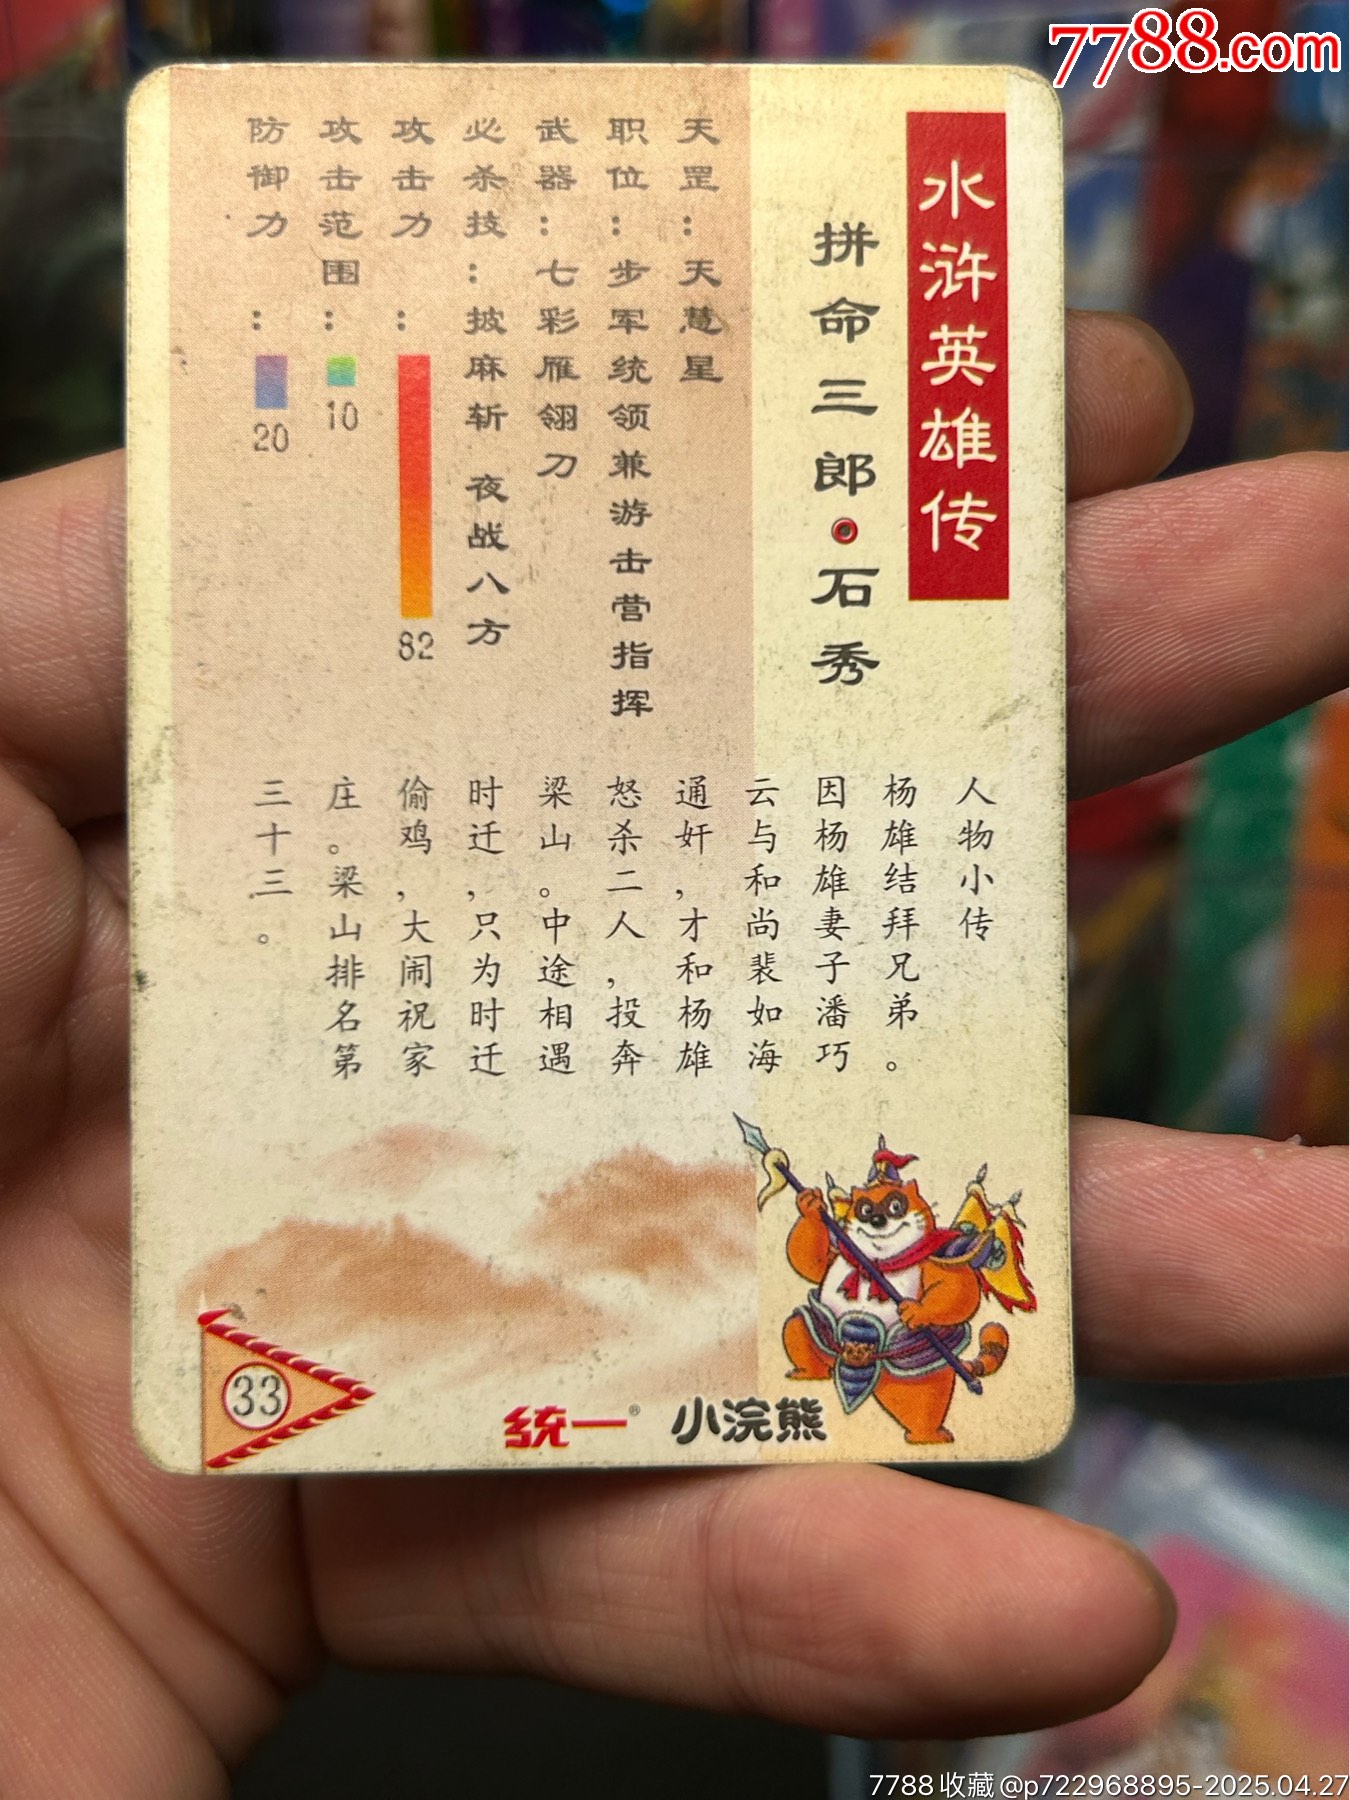 7788.com
水浒英雄传
拼命三郎·石秀
天罡：天慧星
职位：步军统领兼游击营指挥
武器：七彩雁翎刀
必杀技：披麻斩 夜战八方
攻击力：82
攻击范围：10
防御力：20
人物小传
杨雄结拜兄弟。
因杨雄妻子潘巧
云与和尚裴如海
通奸，才和杨雄
怒杀二人，投奔
梁山。中途相遇
时迁，只为时迁
偷鸡，大闹祝家
庄。梁山排名第
三十三。
33
统一® 小浣熊
7788收藏@p722968895-2025.04.27